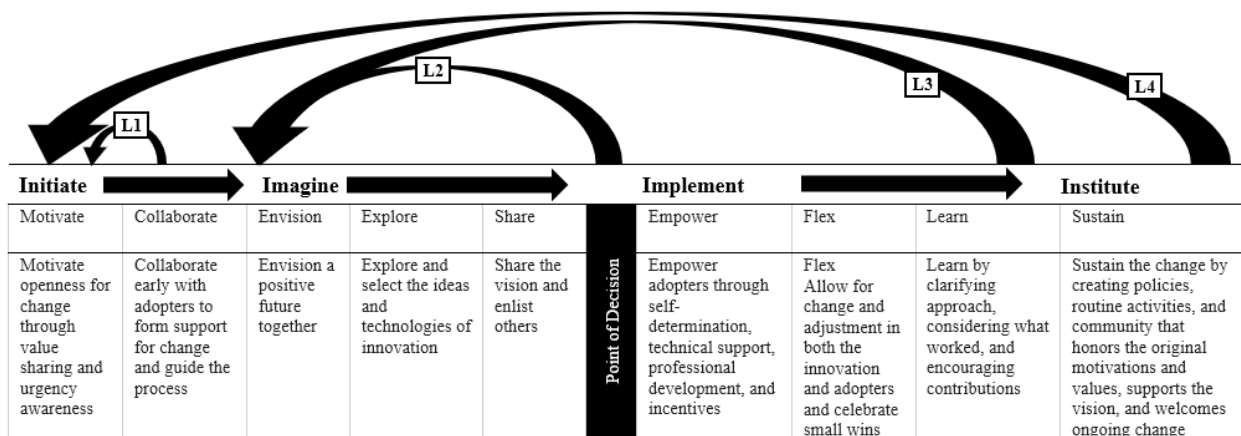 L1
L2
L3
L4
Initiate
Imagine
Implement
Institute
Motivate
Collaborate
Envision
Explore
Share
Empower
Flex
Learn
Sustain
Motivate
openness for
change
through
value
sharing and
urgency
awareness
Collaborate
early with
adopters to
form support
for change
and guide the
process
Envision a
positive
future
together
Explore and
select the ideas
and
technologies of
innovation
Share the
vision and
enlist
others
Point of Decision
Empower
adopters through
self-
determination,
technical support,
professional
development, and
incentives
Flex
Allow for
change and
adjustment in
both the
innovation
and adopters
and celebrate
small wins
Learn by
clarifying
approach,
considering what
worked, and
encouraging
contributions
Sustain the change by
creating policies,
routine activities, and
community that
honors the original
motivations and
values, supports the
vision, and welcomes
ongoing change